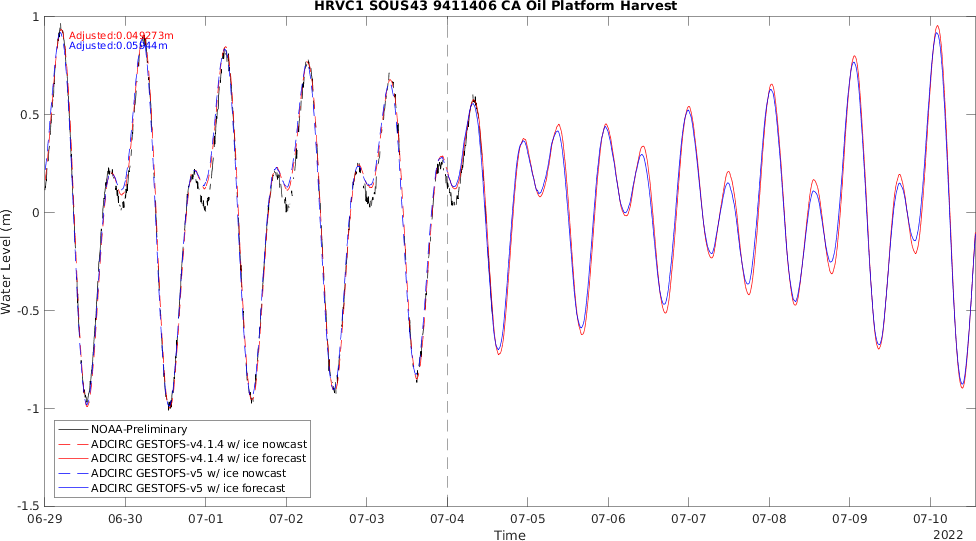 HRVC1 SOUS43 9411406 CA Oil Platform Harvest
Adjusted:0.049273m
1
0.5
0
-0.5
-1
-1.5
Water Level (m)
NOAA-Preliminary
ADCIRC GESTOFS-v4.1.4 w/ ice nowcast
ADCIRC GESTOFS-v4.1.4 w/ ice forecast
ADCIRC GESTOFS-v5 w/ ice nowcast
ADCIRC GESTOFS-v5 w/ ice forecast
06-29 06-30 07-01 07-02 07-03 07-04 07-05 07-06 07-07 07-08 07-09 07-10
Time
2022